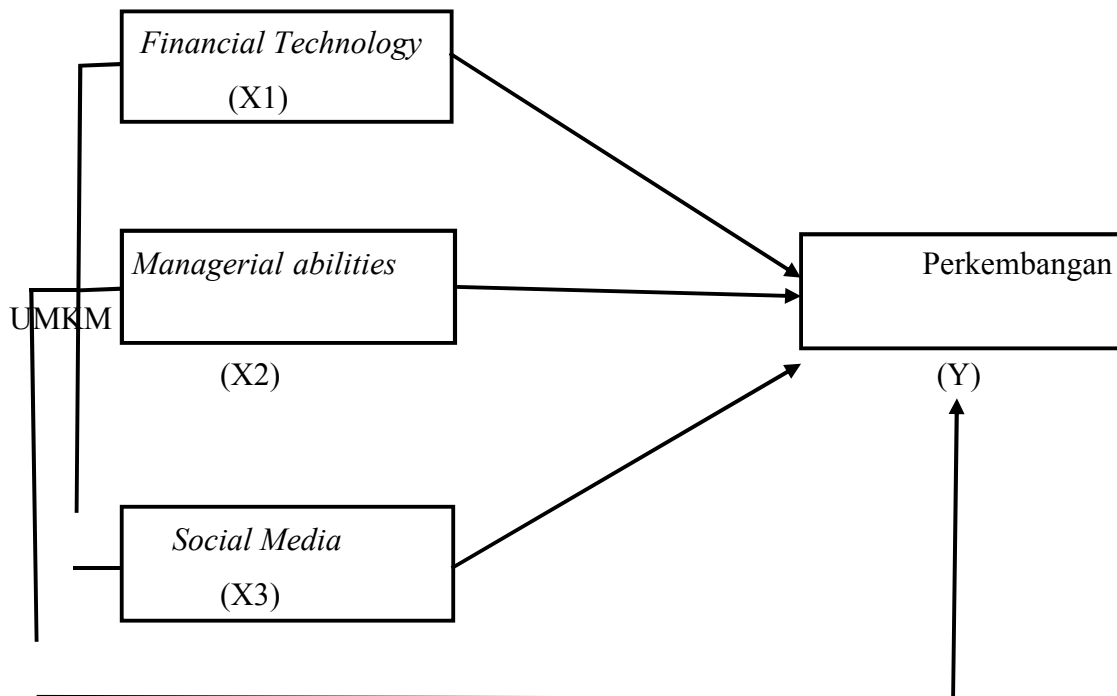 Financial Technology
(X1)
Managerial abilities
Perkembangan
UMKM
(X2)
(Y)
Social Media
(X3)